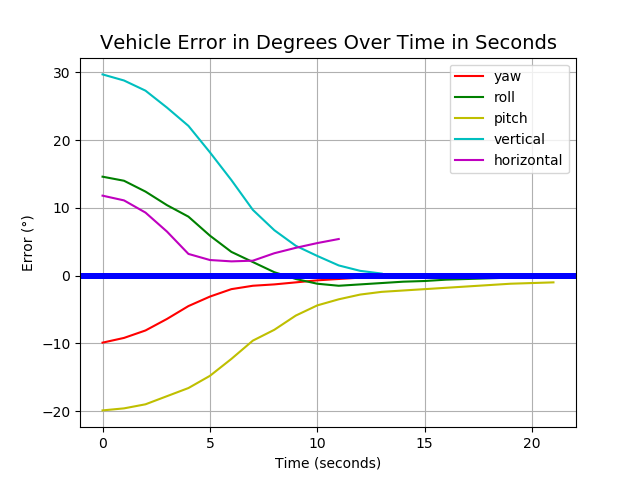 Vehicle Error in Degrees Over Time in Seconds
yaw
roll
pitch
vertical
horizontal
30
20
10
0
−10
−20
Error (°)
0 5 10 15 20
Time (seconds)